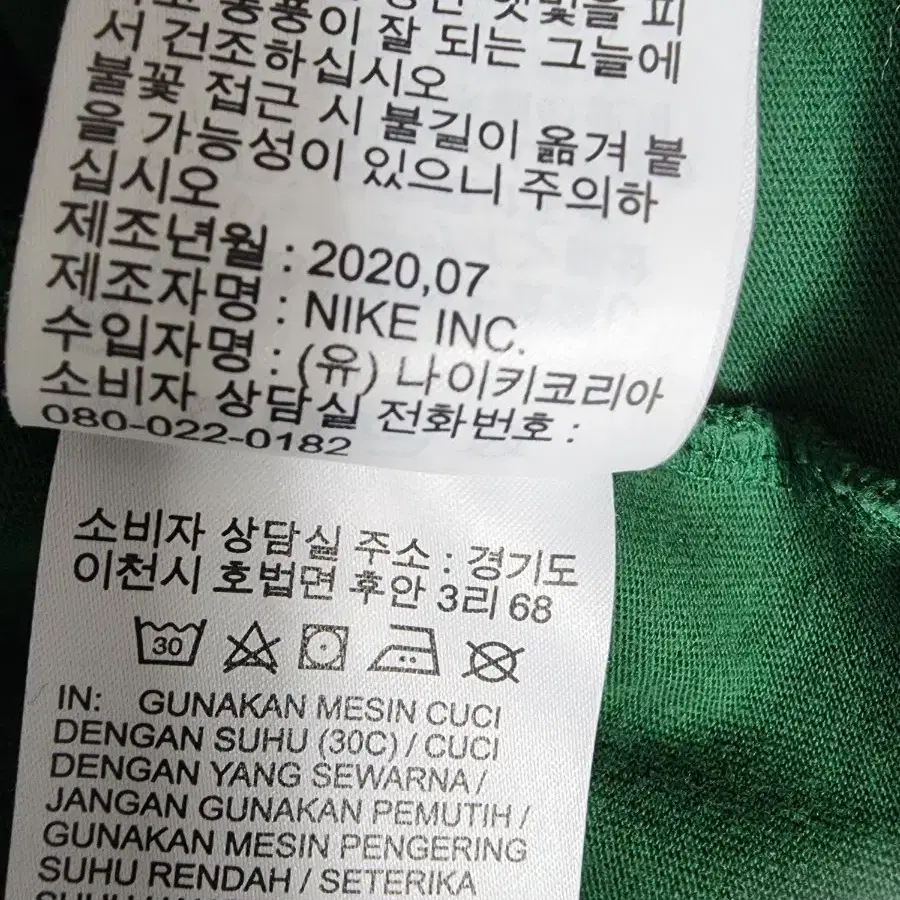 통풍이 잘 되는 그늘에
서 건조하십시오
불꽃 접근 시 불길이 옮겨 붙
을 가능성이 있으니 주의하
십시오
제조년월 : 2020,07
제조자명 : NIKE INC.
수입자명 : (유) 나이키코리아
소비자 상담실 전화번호 :
080-022-0182
소비자 상담실 주소 : 경기도
이천시 호법면 후안 3리 68
30
IN: GUNAKAN MESIN CUCI
DENGAN SUHU (30C) / CUCI
DENGAN YANG SEWARNA /
JANGAN GUNAKAN PEMUTIH /
GUNAKAN MESIN PENGERING
SUHU RENDAH / SETERIKA